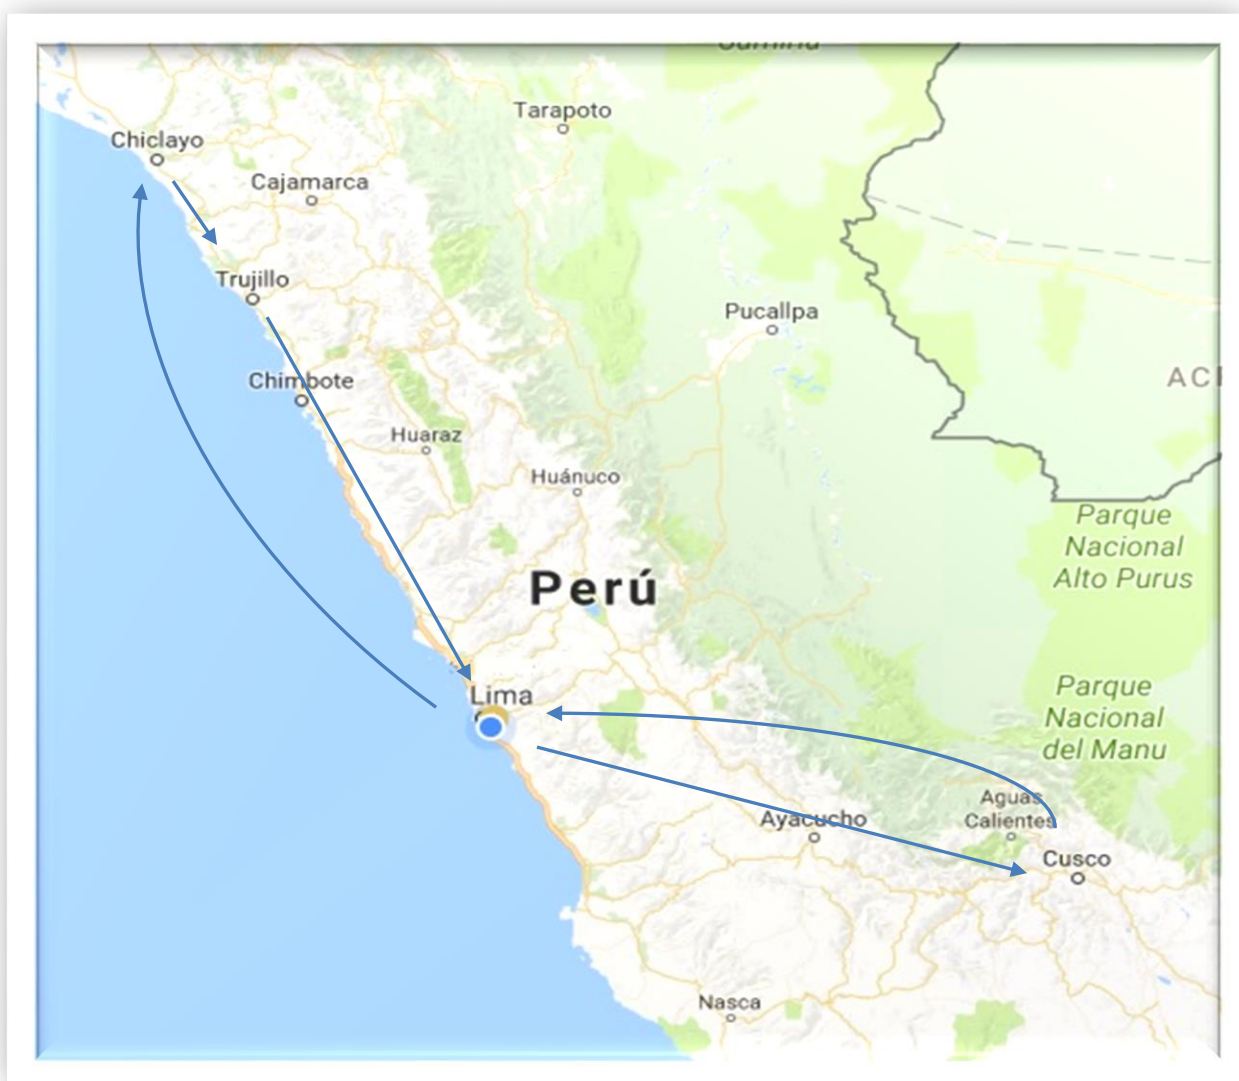 Tarapoto
Chiclayo
Cajamarca
Trujillo
Pucallpa
Chimbote
ACI
Huaraz
Huánuco
Parque
Nacional
Alto Purus
Perú
Lima
Parque
Nacional
del Manu
Aguas
Calientes
Ayacucho
Cusco
Nasca